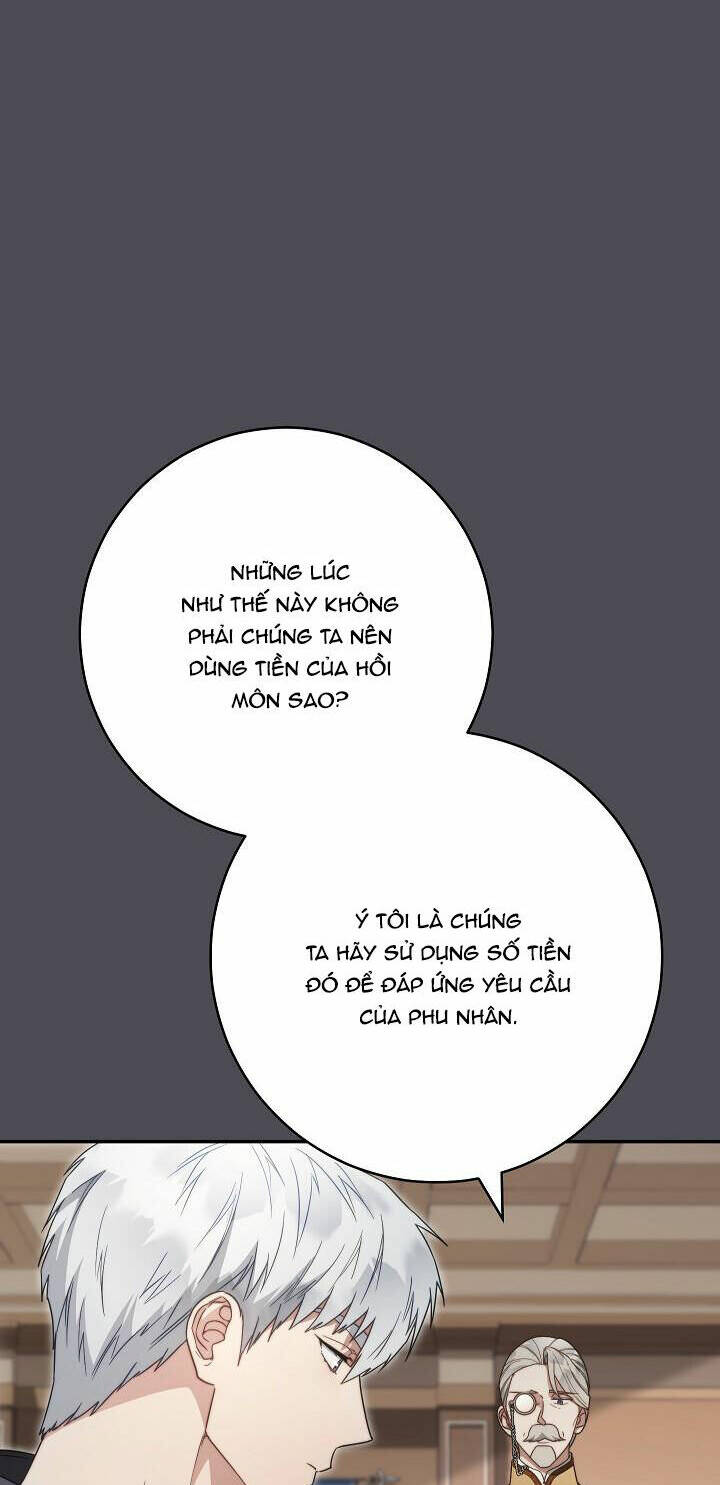 NHỮNG LÚC
NHƯ THẾ NÀY KHÔNG
PHẢI CHÚNG TA NÊN
DÙNG TIỀN CỦA HỒI
MÔN SAO?
Ý TÔI LÀ CHÚNG
TA HÃY SỬ DỤNG SỐ TIỀN
ĐÓ ĐỂ ĐÁP ỨNG YÊU CẦU
CỦA PHU NHÂN.